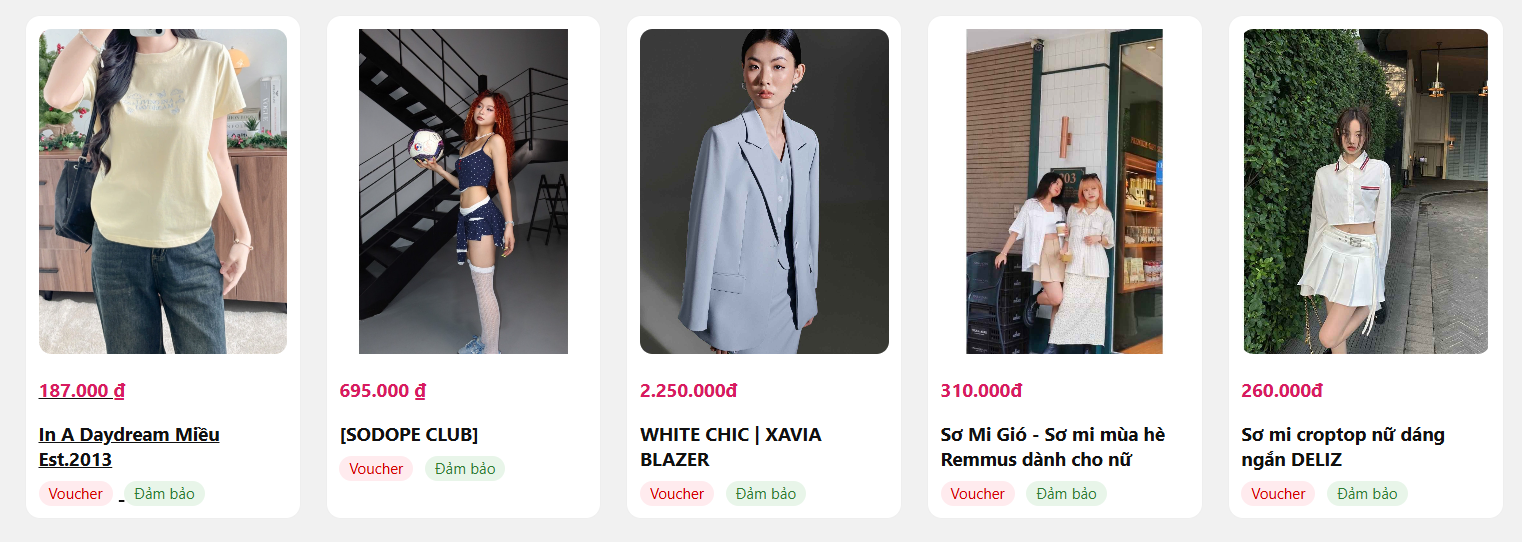 203
187.000 ₫
In A Daydream Miều
Est.2013
Voucher
Đảm bảo
695.000 ₫
[SODOPE CLUB]
Voucher
Đảm bảo
2.250.000đ
WHITE CHIC | XAVIA
BLAZER
Voucher
Đảm bảo
310.000đ
Sơ Mi Gió - Sơ mi mùa hè
Remmus dành cho nữ
Voucher
Đảm bảo
260.000đ
Sơ mi croptop nữ dáng
ngắn DELIZ
Voucher
Đảm bảo